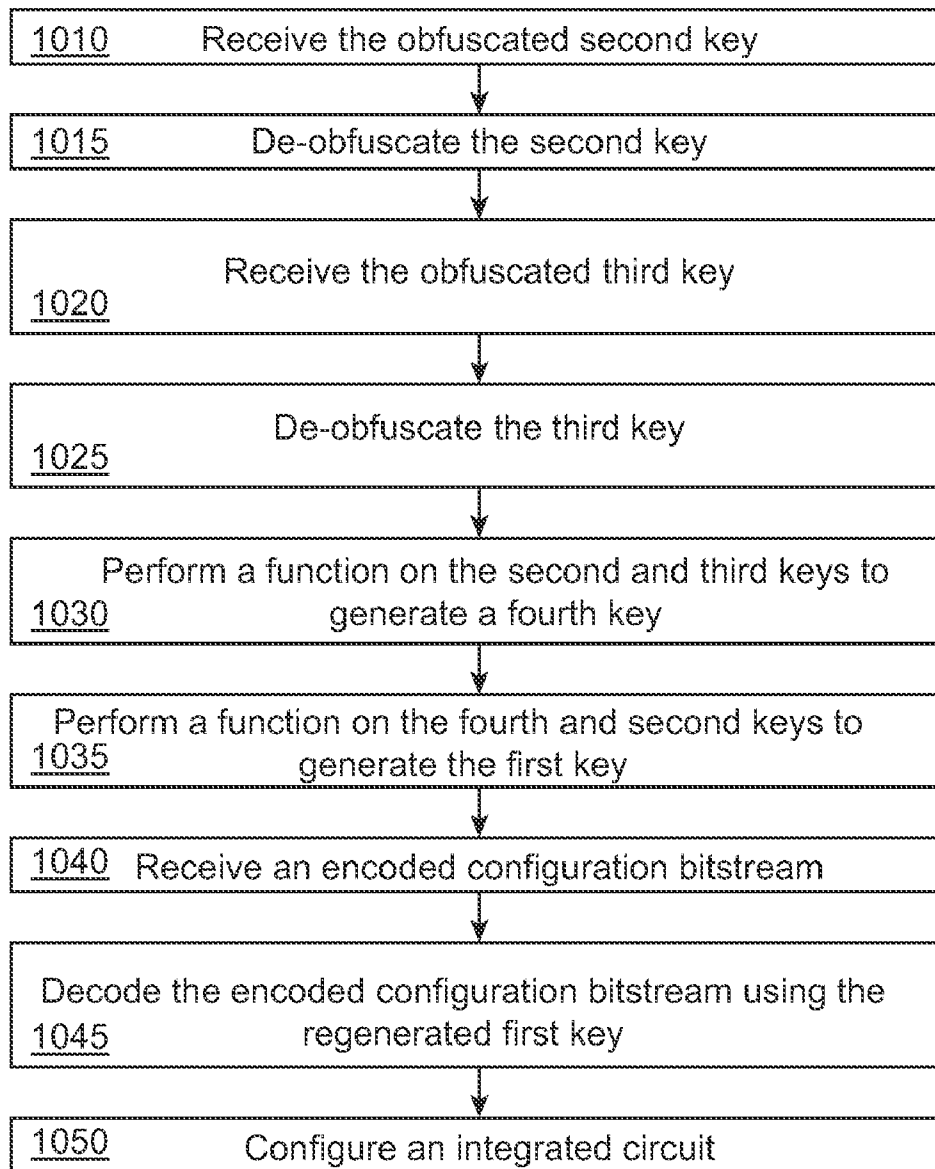 1010 Receive the obfuscated second key
1015 De-obfuscate the second key
Receive the obfuscated third key
1020
De-obfuscate the third key
1025
Perform a function on the second and third keys to
1030 generate a fourth key
Perform a function on the fourth and second keys to
1035 generate the first key
1040 Receive an encoded configuration bitstream
Decode the encoded configuration bitstream using the
1045 regenerated first key
1050 Configure an integrated circuit